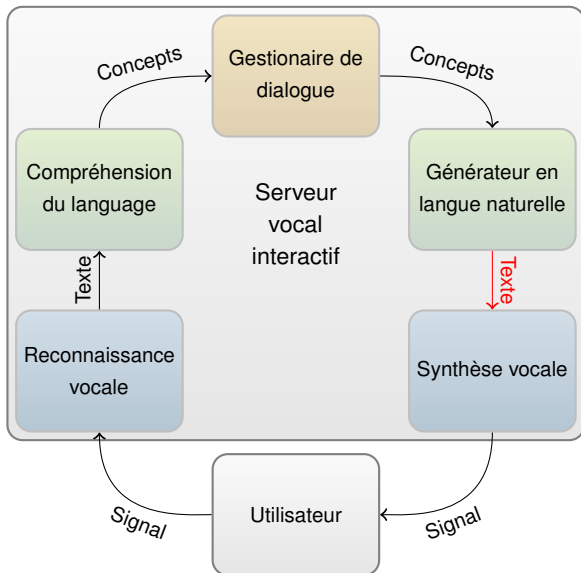 Concepts
Gestionaire de
dialogue
Concepts
Compréhension
du language
Serveur
vocal
interactif
Générateur en
langue naturelle
Texte
Texte
Reconnaissance
vocale
Synthèse vocale
Signal
Utilisateur
Signal